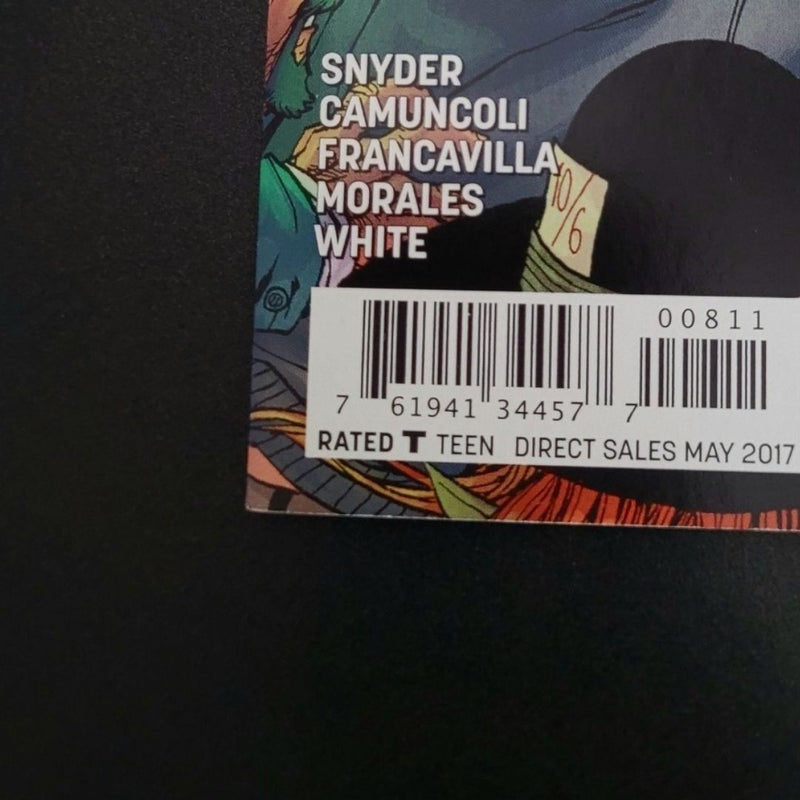 SNYDER
CAMUNCOLI
FRANCAVILLA
MORALES
WHITE
10/6
00811
7 61941 34457 7
RATED T TEEN DIRECT SALES MAY 2017